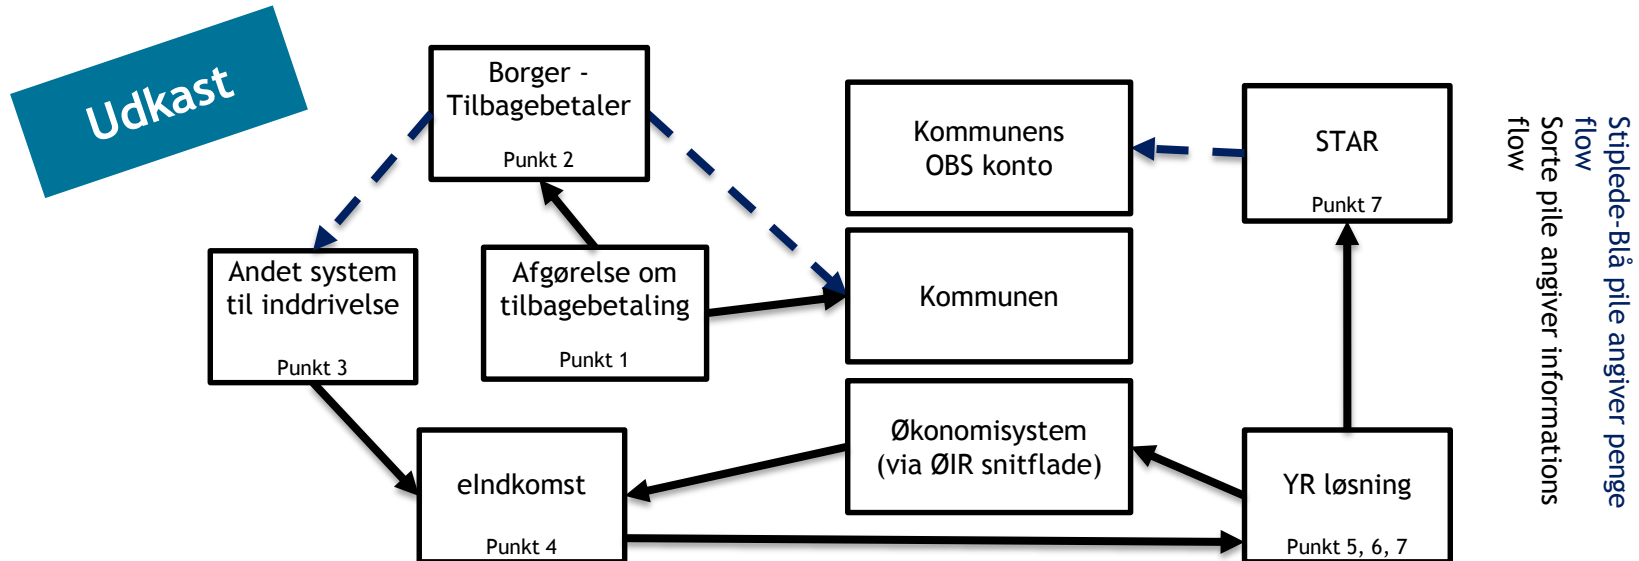 Udkast
Borger -
Tilbagebetaler
Punkt 2
Kommunens
OBS konto
STAR
Punkt 7
Andet system
til inddrivelse
Punkt 3
Afgørelse om
tilbagebetaling
Punkt 1
Kommunen
Økonomisystem
(via ØIR snitflade)
eIndkomst
Punkt 4
YR løsning
Punkt 5, 6, 7
Stiplede-Blå pile angiver penge
flow
Sorte pile angiver informations
flow